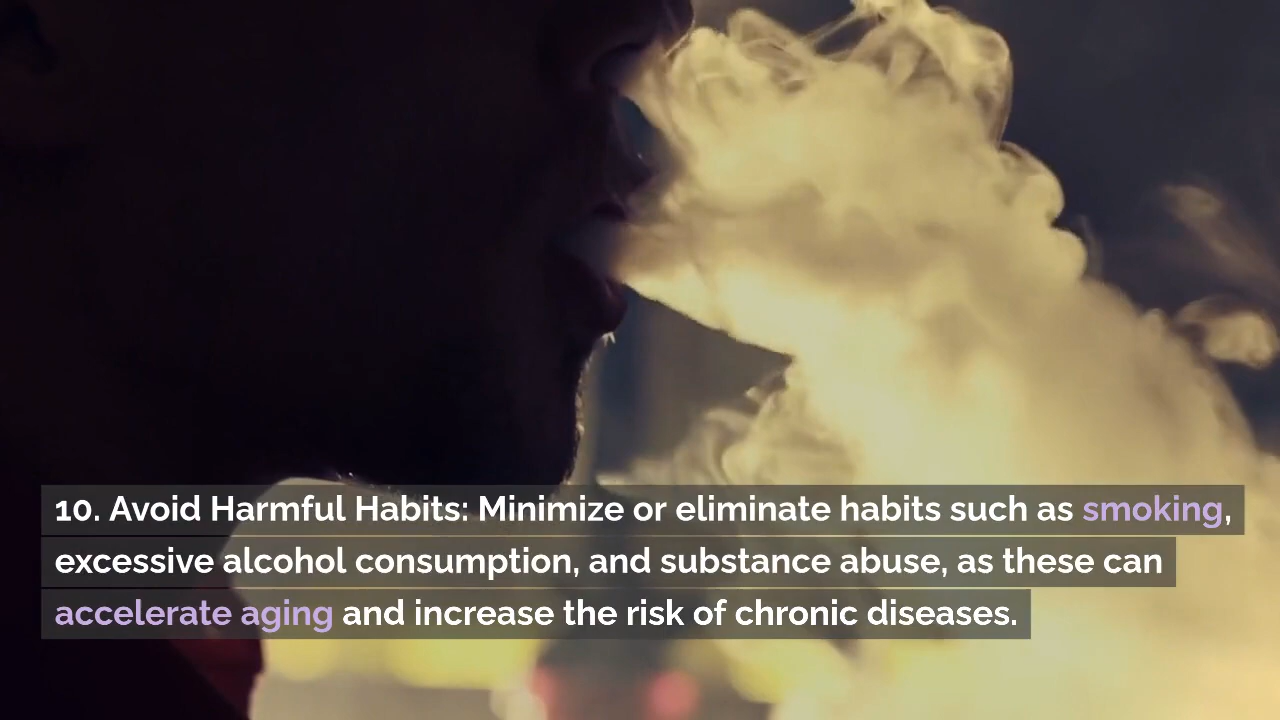 10. Avoid Harmful Habits: Minimize or eliminate habits such as smoking,
excessive alcohol consumption, and substance abuse, as these can
accelerate aging and increase the risk of chronic diseases.